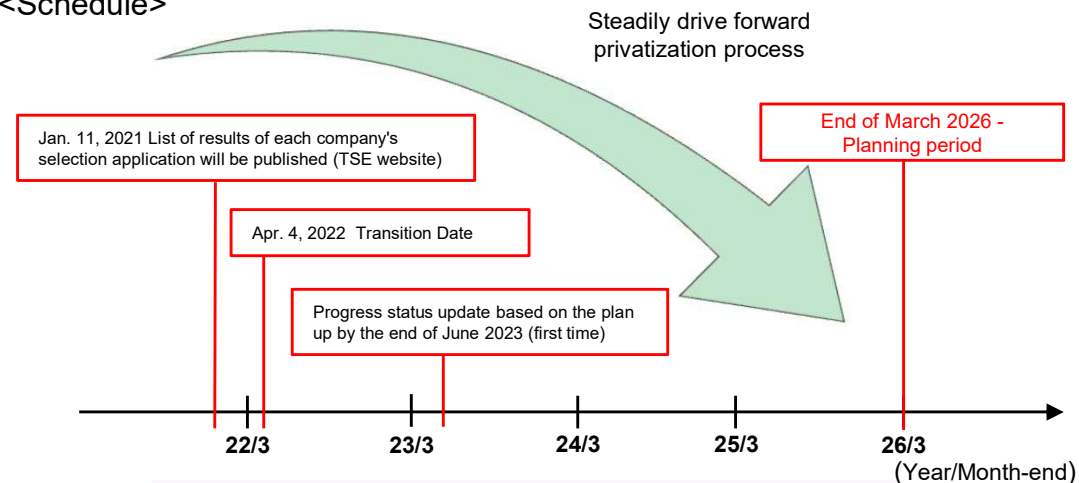 <Schedule>
Steadily drive forward
privatization process
End of March 2026 -
Planning period
Jan. 11, 2021 List of results of each company's
selection application will be published (TSE website)
Apr. 4, 2022 Transition Date
Progress status update based on the plan
up by the end of June 2023 (first time)
22/3 23/3 24/3 25/3 26/3
(Year/Month-end)